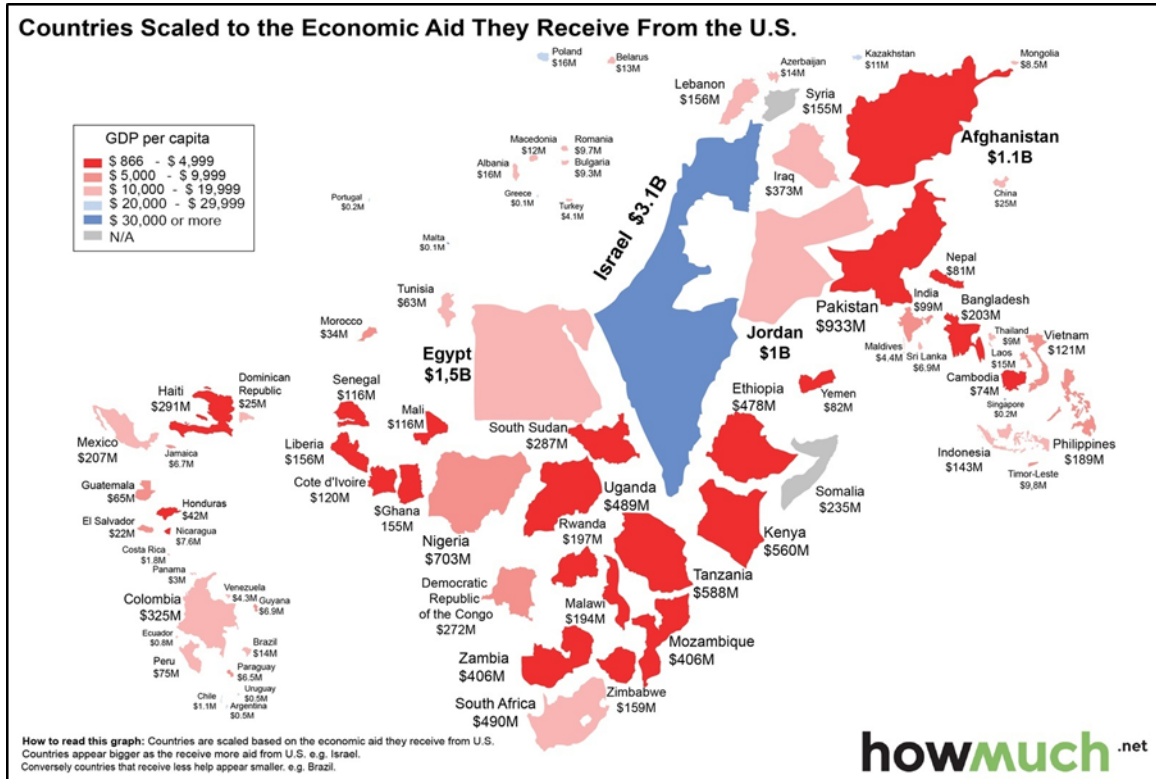 Countries Scaled to the Economic Aid They Receive From the U.S.
Poland
$16M
Belarus
$13M
Azerbaijan
$14M
Kazakhstan
$11M
Mongolia
$8.5M
Lebanon
$156M
Syria
$155M
GDP per capita
$ 866 - $ 4,999
$ 5,000 - $ 9,999
$ 10,000 - $ 19,999
$ 20,000 - $ 29,999
$ 30,000 or more
N/A
Macedonia
$12M
Romania
$9.7M
Albania
$16M
Bulgaria
$9.3M
Greece
$0.1M
Turkey
$4.1M
Portugal
$0.2M
Malta
$0.1M
Iraq
$373M
Afghanistan
$1.1B
China
$25M
Israel $3.1B
Tunisia
$63M
Morocco
$34M
Egypt
$1,5B
Jordan
$1B
Pakistan
$933M
Nepal
$81M
India
$99M
Bangladesh
$203M
Maldives
$4.4M
Sri Lanka
$6.9M
Thailand
$9M
Laos
$15M
Vietnam
$121M
Cambodia
$74M
Singapore
$0.2M
Indonesia
$143M
Philippines
$189M
Timor-Leste
$9,8M
Haiti
$291M
Dominican
Republic
$25M
Mexico
$207M
Jamaica
$6.7M
Guatemala
$65M
Honduras
$42M
El Salvador
$22M
Nicaragua
$7.6M
Costa Rica
$1.8M
Panama
$3M
Colombia
$325M
Venezuela
$4.3M
Guyana
$6.9M
Ecuador
$0.8M
Peru
$75M
Brazil
$14M
Paraguay
$6.5M
Chile
$1.1M
Uruguay
$0.5M
Argentina
$0.5M
Senegal
$116M
Mali
$116M
Liberia
$156M
Cote d'Ivoire
$120M
$Ghana
155M
Nigeria
$703M
South Sudan
$287M
Ethiopia
$478M
Yemen
$82M
Somalia
$235M
Uganda
$489M
Rwanda
$197M
Kenya
$560M
Tanzania
$588M
Democratic
Republic
of the Congo
$272M
Malawi
$194M
Mozambique
$406M
Zambia
$406M
Zimbabwe
$159M
South Africa
$490M
How to read this graph: Countries are scaled based on the economic aid they receive from U.S.
Countries appear bigger as the receive more aid from U.S. e.g. Israel.
Conversely countries that receive less help appear smaller. e.g. Brazil.
howmuch.net